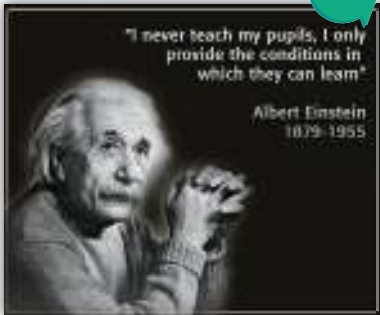 "I never teach my pupils, I only
provide the conditions in
which they can learn"
Albert Einstein
1879-1955